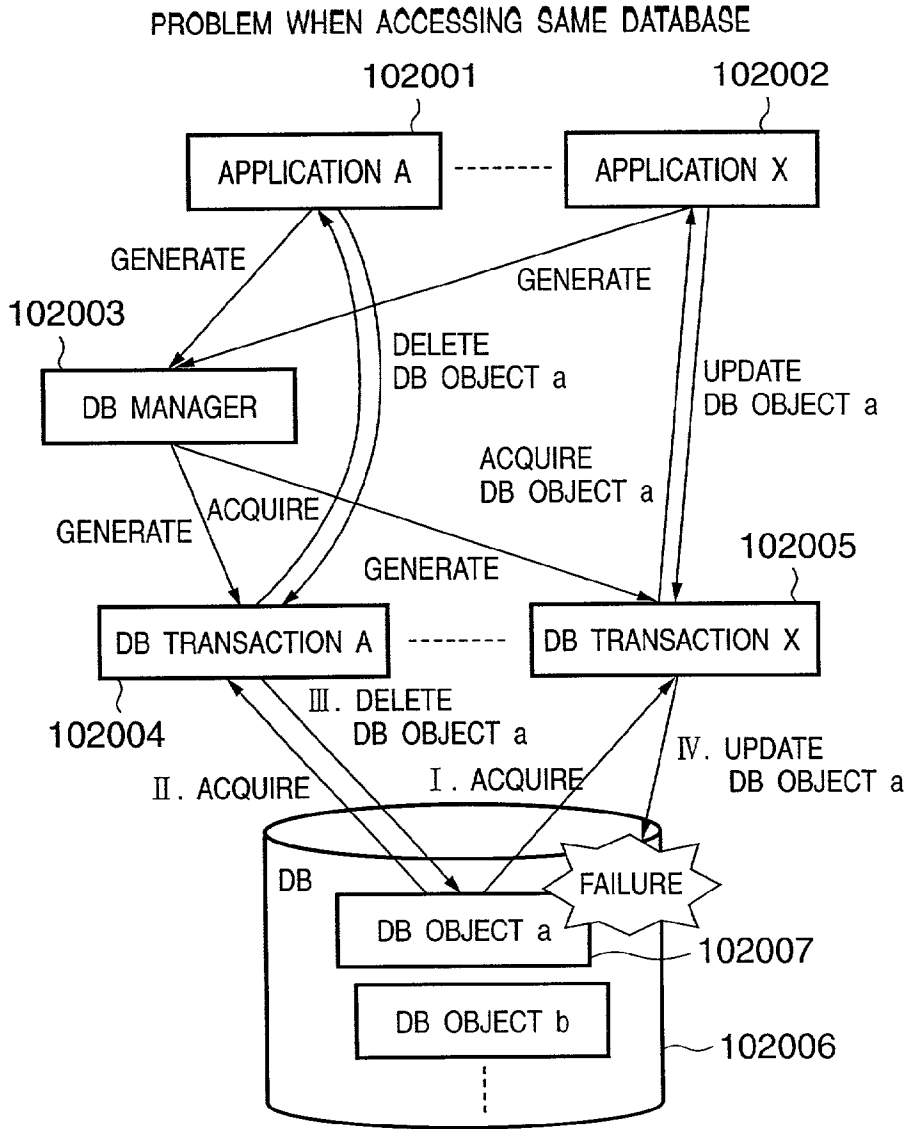 PROBLEM WHEN ACCESSING SAME DATABASE
102001
102002
APPLICATION A
APPLICATION X
GENERATE
GENERATE
102003
DELETE
DB OBJECT a
UPDATE
DB OBJECT a
DB MANAGER
ACQUIRE
DB OBJECT a
ACQUIRE
GENERATE
GENERATE
102005
DB TRANSACTION A
DB TRANSACTION X
102004
III. DELETE
DB OBJECT a
II. ACQUIRE
I. ACQUIRE
IV. UPDATE
DB OBJECT a
DB
FAILURE
DB OBJECT a
102007
DB OBJECT b
102006